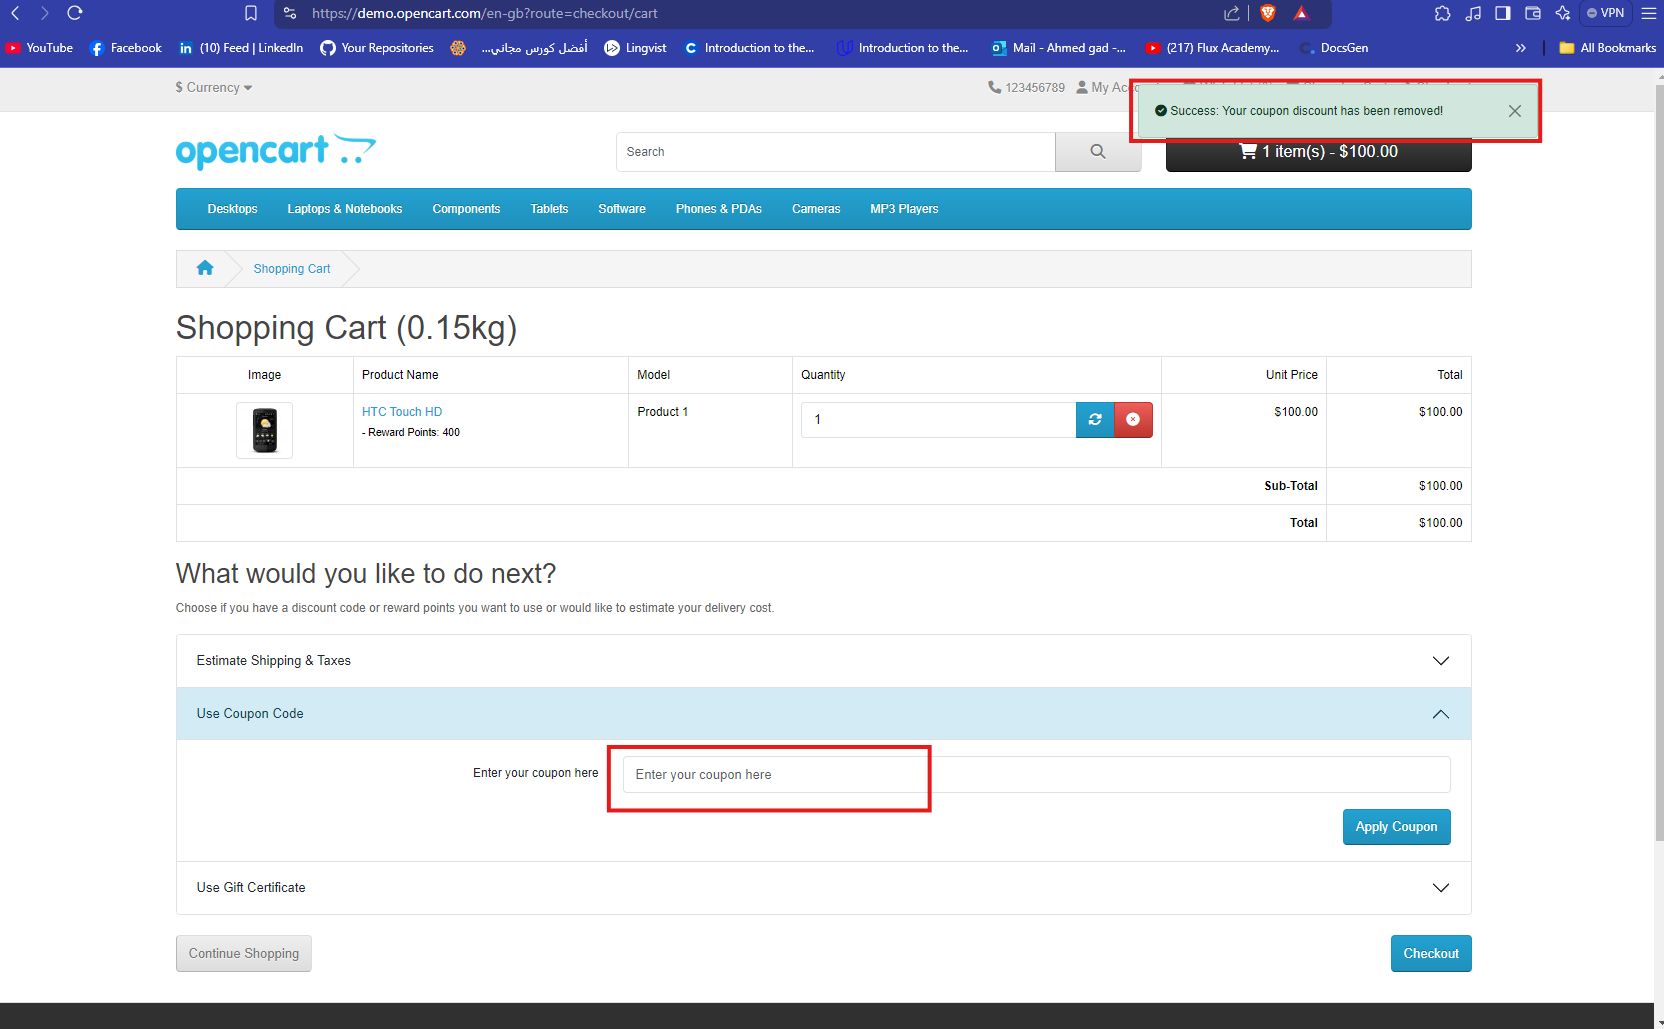 https://demo.opencart.com/en-gb?route=checkout/cart
VPN
YouTube
Facebook
(10) Feed | LinkedIn
Your Repositories
أفضل كورس مجاني...
Lingvist
Introduction to the...
Introduction to the...
Mail - Ahmed gad -...
(217) Flux Academy...
DocsGen
All Bookmarks
$ Currency
123456789
My Acc
Success: Your coupon discount has been removed!
opencart
Search
1 item(s) - $100.00
Desktops
Laptops & Notebooks
Components
Tablets
Software
Phones & PDAs
Cameras
MP3 Players
Shopping Cart
Shopping Cart (0.15kg)
Image Product Name Model Quantity Unit Price Total
HTC Touch HD Product 1 1 $100.00 $100.00
- Reward Points: 400
Sub-Total $100.00
Total $100.00
What would you like to do next?
Choose if you have a discount code or reward points you want to use or would like to estimate your delivery cost.
Estimate Shipping & Taxes
Use Coupon Code
Enter your coupon here
Enter your coupon here
Apply Coupon
Use Gift Certificate
Continue Shopping
Checkout